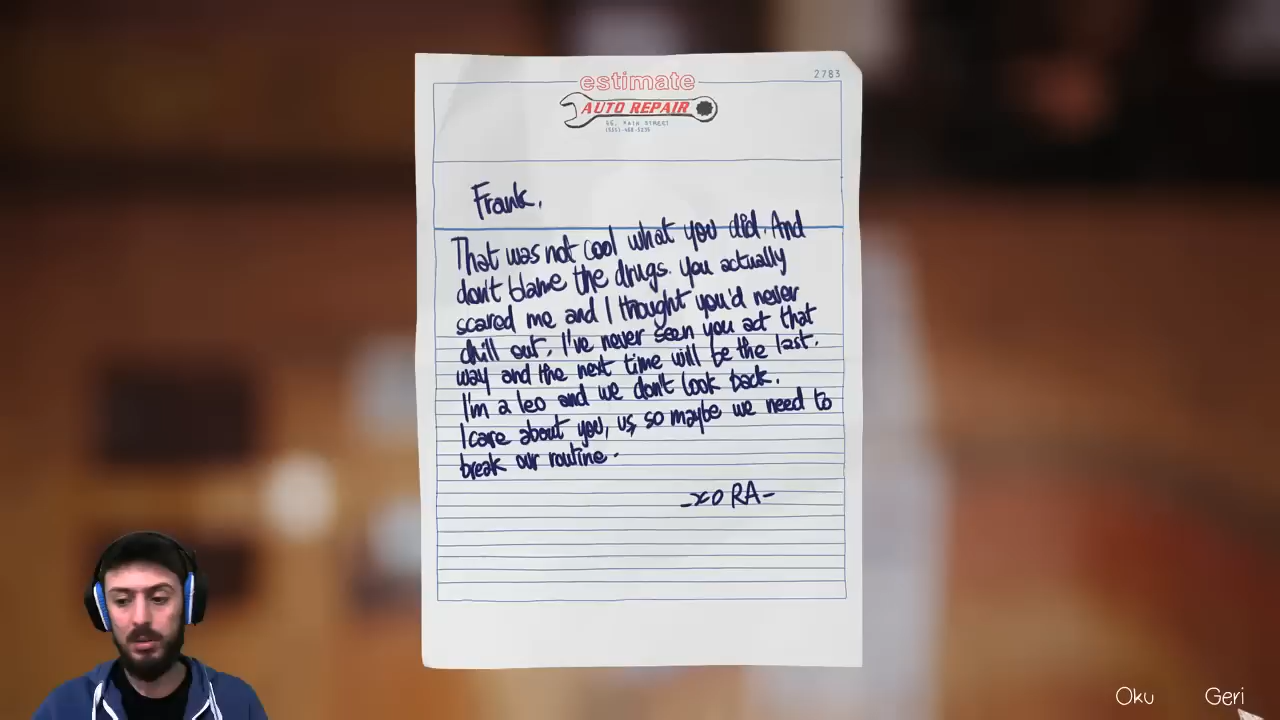 estimate
2783
AUTO REPAIR
Frank,
That was not cool what you did. And
don't blame the drugs. You actually
scared me and I thought you'd never
chill out. I've never seen you act that
way and the next time will be the last.
I'm a leo and we don't look back.
I care about you, us, so maybe we need to
break our routine.
-xo RA-
Oku
Geri